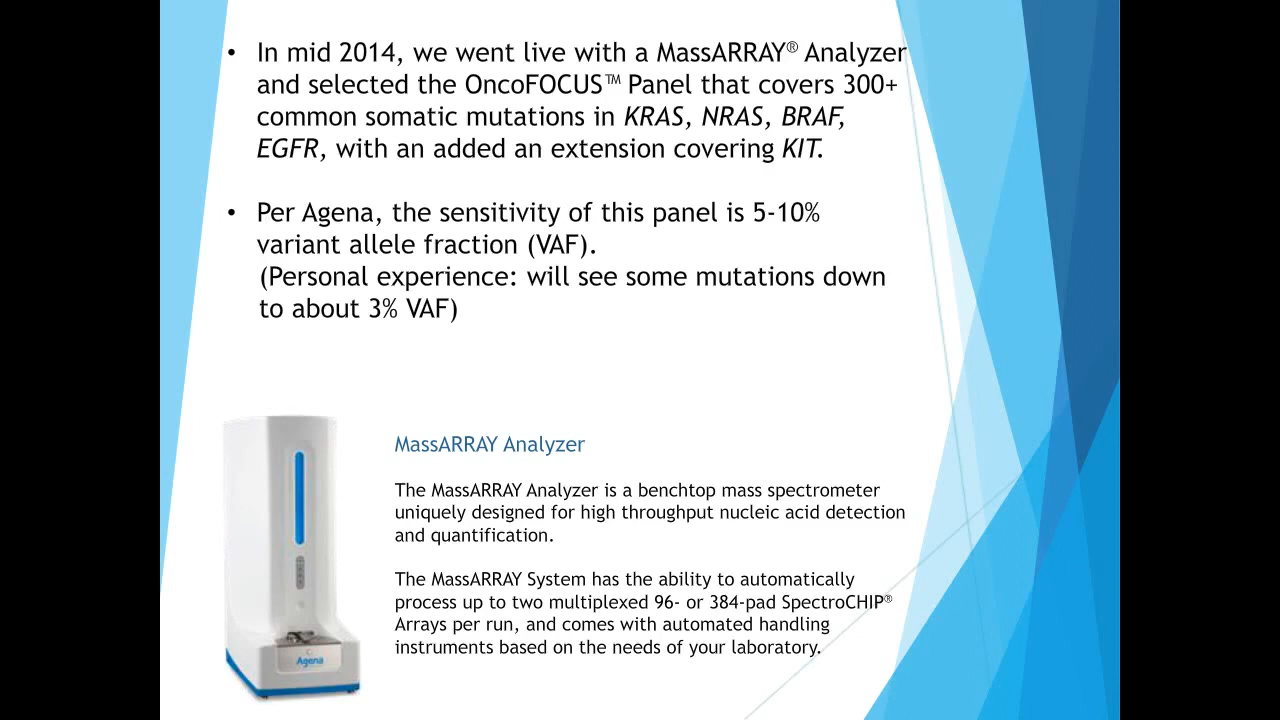 • In mid 2014, we went live with a MassARRAY® Analyzer
and selected the OncoFOCUS™ Panel that covers 300+
common somatic mutations in KRAS, NRAS, BRAF,
EGFR, with an added an extension covering KIT.
• Per Agena, the sensitivity of this panel is 5-10%
variant allele fraction (VAF).
(Personal experience: will see some mutations down
to about 3% VAF)
MassARRAY Analyzer
The MassARRAY Analyzer is a benchtop mass spectrometer
uniquely designed for high throughput nucleic acid detection
and quantification.
The MassARRAY System has the ability to automatically
process up to two multiplexed 96- or 384-pad SpectroCHIP®
Arrays per run, and comes with automated handling
instruments based on the needs of your laboratory.
Agena